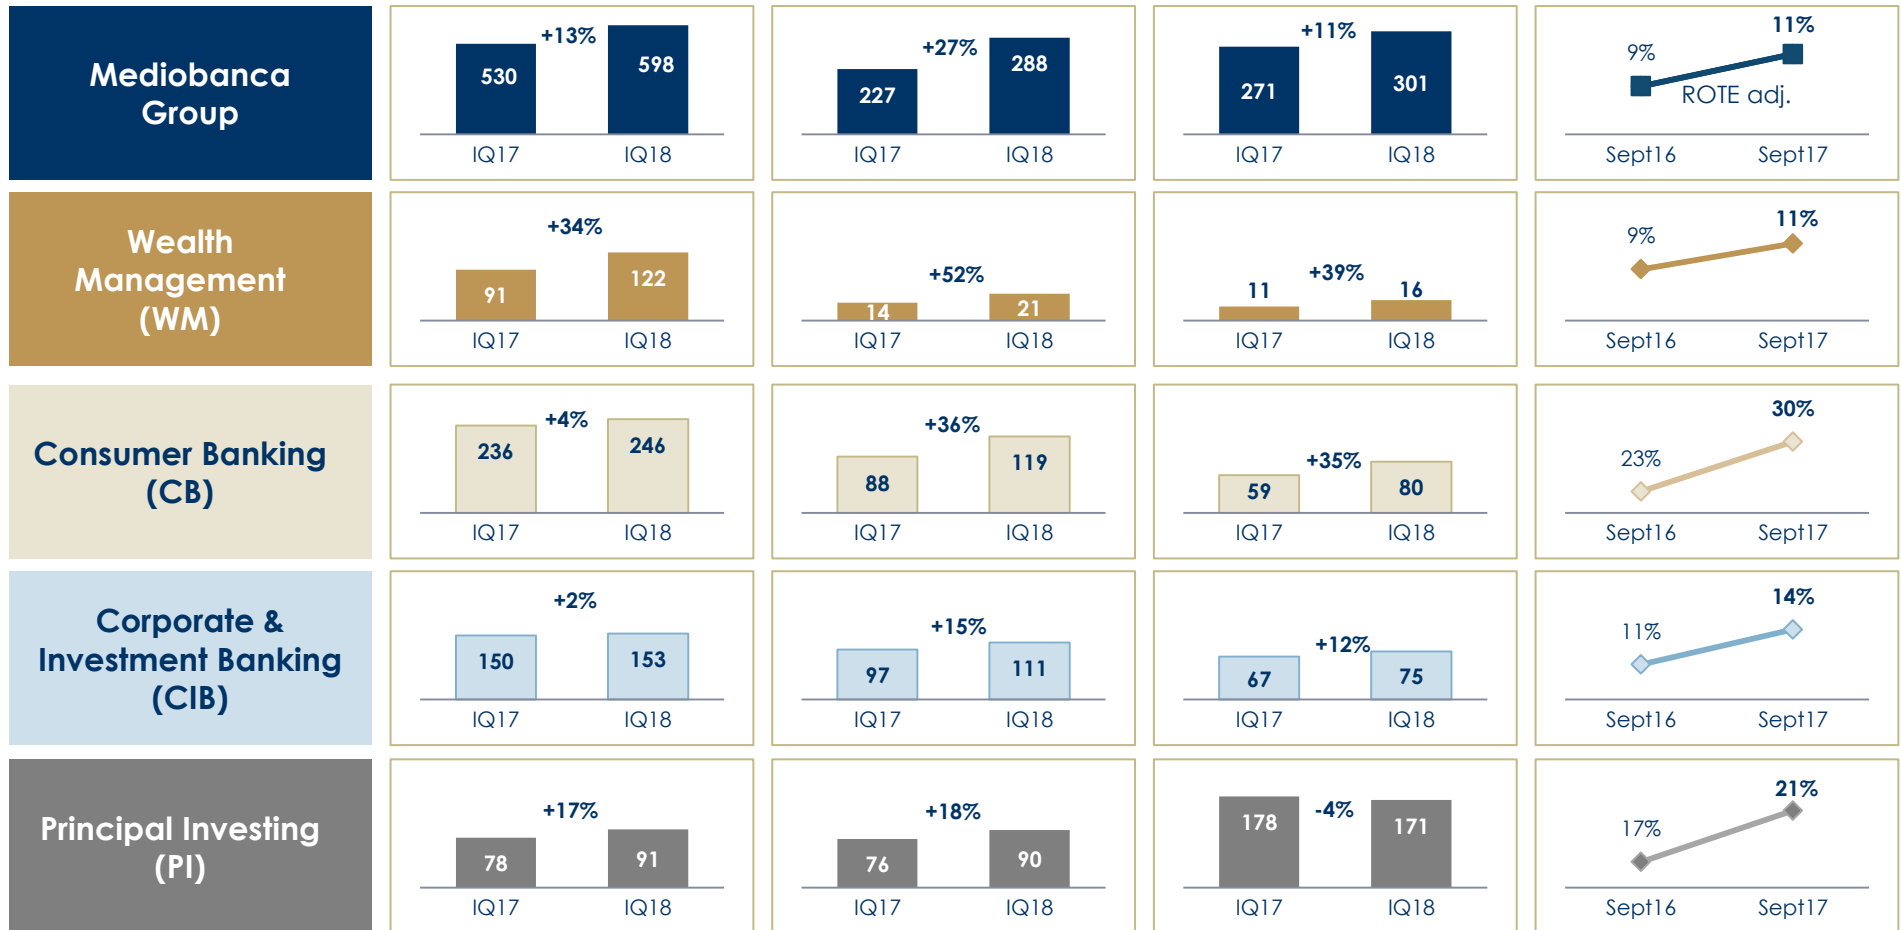 Mediobanca
Group
+13%
530
598
IQ17
IQ18
+27%
227
288
IQ17
IQ18
+11%
271
301
IQ17
IQ18
9%
11%
ROTE adj.
Sept16
Sept17
Wealth
Management
(WM)
+34%
91
122
IQ17
IQ18
+52%
14
21
IQ17
IQ18
11
+39%
16
IQ17
IQ18
9%
11%
Sept16
Sept17
Consumer Banking
(CB)
+4%
236
246
IQ17
IQ18
+36%
88
119
IQ17
IQ18
+35%
59
80
IQ17
IQ18
23%
30%
Sept16
Sept17
Corporate &
Investment Banking
(CIB)
+2%
150
153
IQ17
IQ18
+15%
97
111
IQ17
IQ18
+12%
67
75
IQ17
IQ18
11%
14%
Sept16
Sept17
Principal Investing
(PI)
+17%
78
91
IQ17
IQ18
+18%
76
90
IQ17
IQ18
178
-4%
171
IQ17
IQ18
17%
21%
Sept16
Sept17